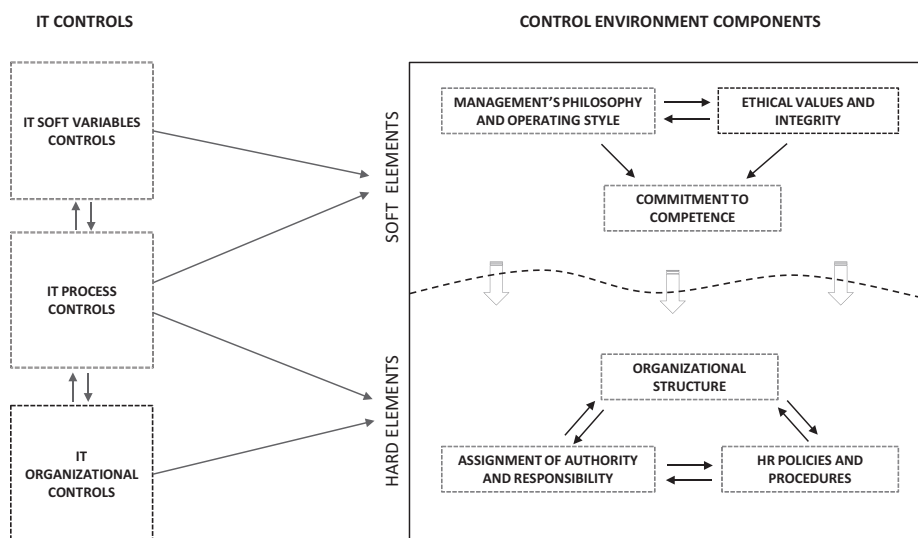 IT CONTROLS
CONTROL ENVIRONMENT COMPONENTS
IT SOFT VARIABLES
CONTROLS
IT PROCESS
CONTROLS
IT
ORGANIZATIONAL
CONTROLS
SOFT ELEMENTS
HARD ELEMENTS
MANAGEMENT'S PHILOSOPHY
AND OPERATING STYLE
ETHICAL VALUES AND
INTEGRITY
COMMITMENT TO
COMPETENCE
ORGANIZATIONAL
STRUCTURE
ASSIGNMENT OF AUTHORITY
AND RESPONSIBILITY
HR POLICIES AND
PROCEDURES